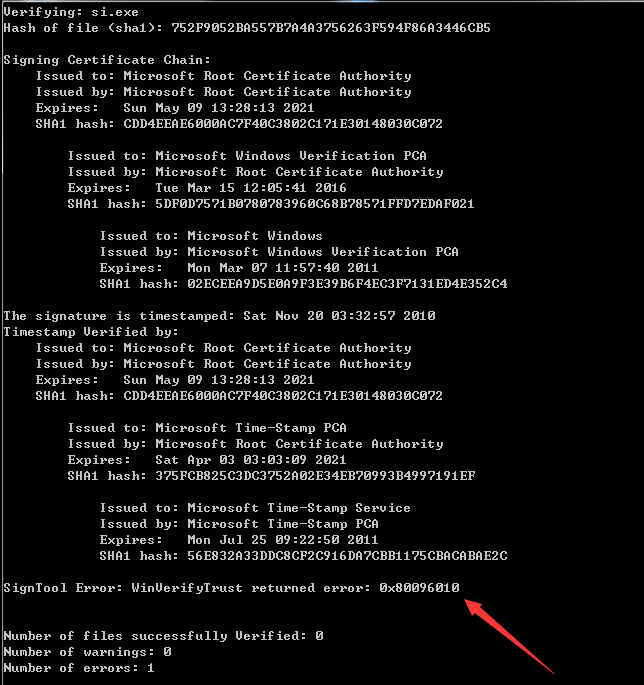 Verifying: si.exe
Hash of file (sha1): 752F9052BA557B7A4A3756263F594F86A3446CB5
Signing Certificate Chain:
Issued to: Microsoft Root Certificate Authority
Issued by: Microsoft Root Certificate Authority
Expires: Sun May 09 13:28:13 2021
SHA1 hash: CDD4EEAE6000AC7F40C3802C171E30148030C072
Issued to: Microsoft Windows Verification PCA
Issued by: Microsoft Root Certificate Authority
Expires: Tue Mar 15 12:05:41 2016
SHA1 hash: 5DF0D7571B0780783960C68B78571FFD7EDAF021
Issued to: Microsoft Windows
Issued by: Microsoft Windows Verification PCA
Expires: Mon Mar 07 11:57:40 2011
SHA1 hash: 02ECEEA9D5E0A9F3E39B6F4EC3F7131ED4E352C4
The signature is timestamped: Sat Nov 20 03:32:57 2010
Timestamp Verified by:
Issued to: Microsoft Root Certificate Authority
Issued by: Microsoft Root Certificate Authority
Expires: Sun May 09 13:28:13 2021
SHA1 hash: CDD4EEAE6000AC7F40C3802C171E30148030C072
Issued to: Microsoft Time-Stamp PCA
Issued by: Microsoft Root Certificate Authority
Expires: Sat Apr 03 03:03:09 2021
SHA1 hash: 375FCB825C3DC3752A02E34EB70993B4997191EF
Issued to: Microsoft Time-Stamp Service
Issued by: Microsoft Time-Stamp PCA
Expires: Mon Jul 25 09:22:50 2011
SHA1 hash: 56E832A33DDC8CF2C916DA7CBB1175CBACABAE2C
SignTool Error: WinVerifyTrust returned error: 0x80096010
Number of files successfully Verified: 0
Number of warnings: 0
Number of errors: 1